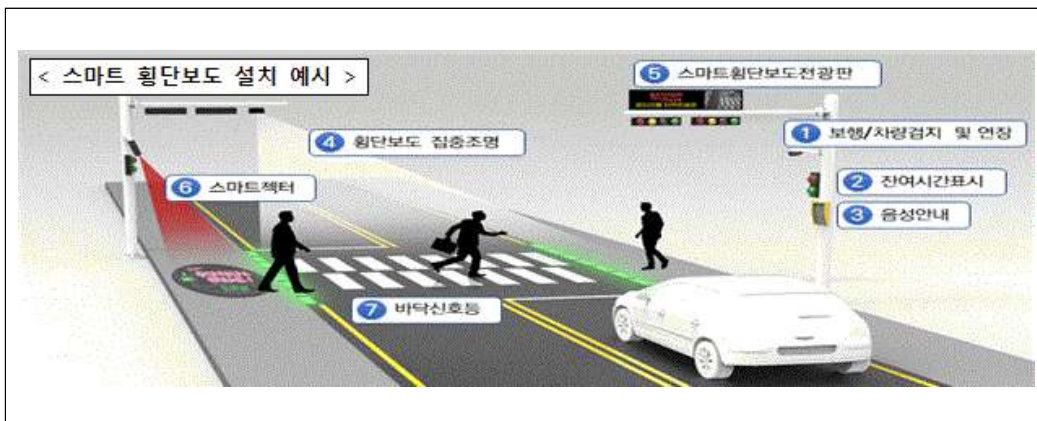 < 스마트 횡단보도 설치 예시 >
5 스마트횡단보도전광판
1 보행/차량검지 및 연장
4 횡단보도 집중조명
2 잔여시간표시
6 스마트젝터
3 음성안내
7 바닥신호등